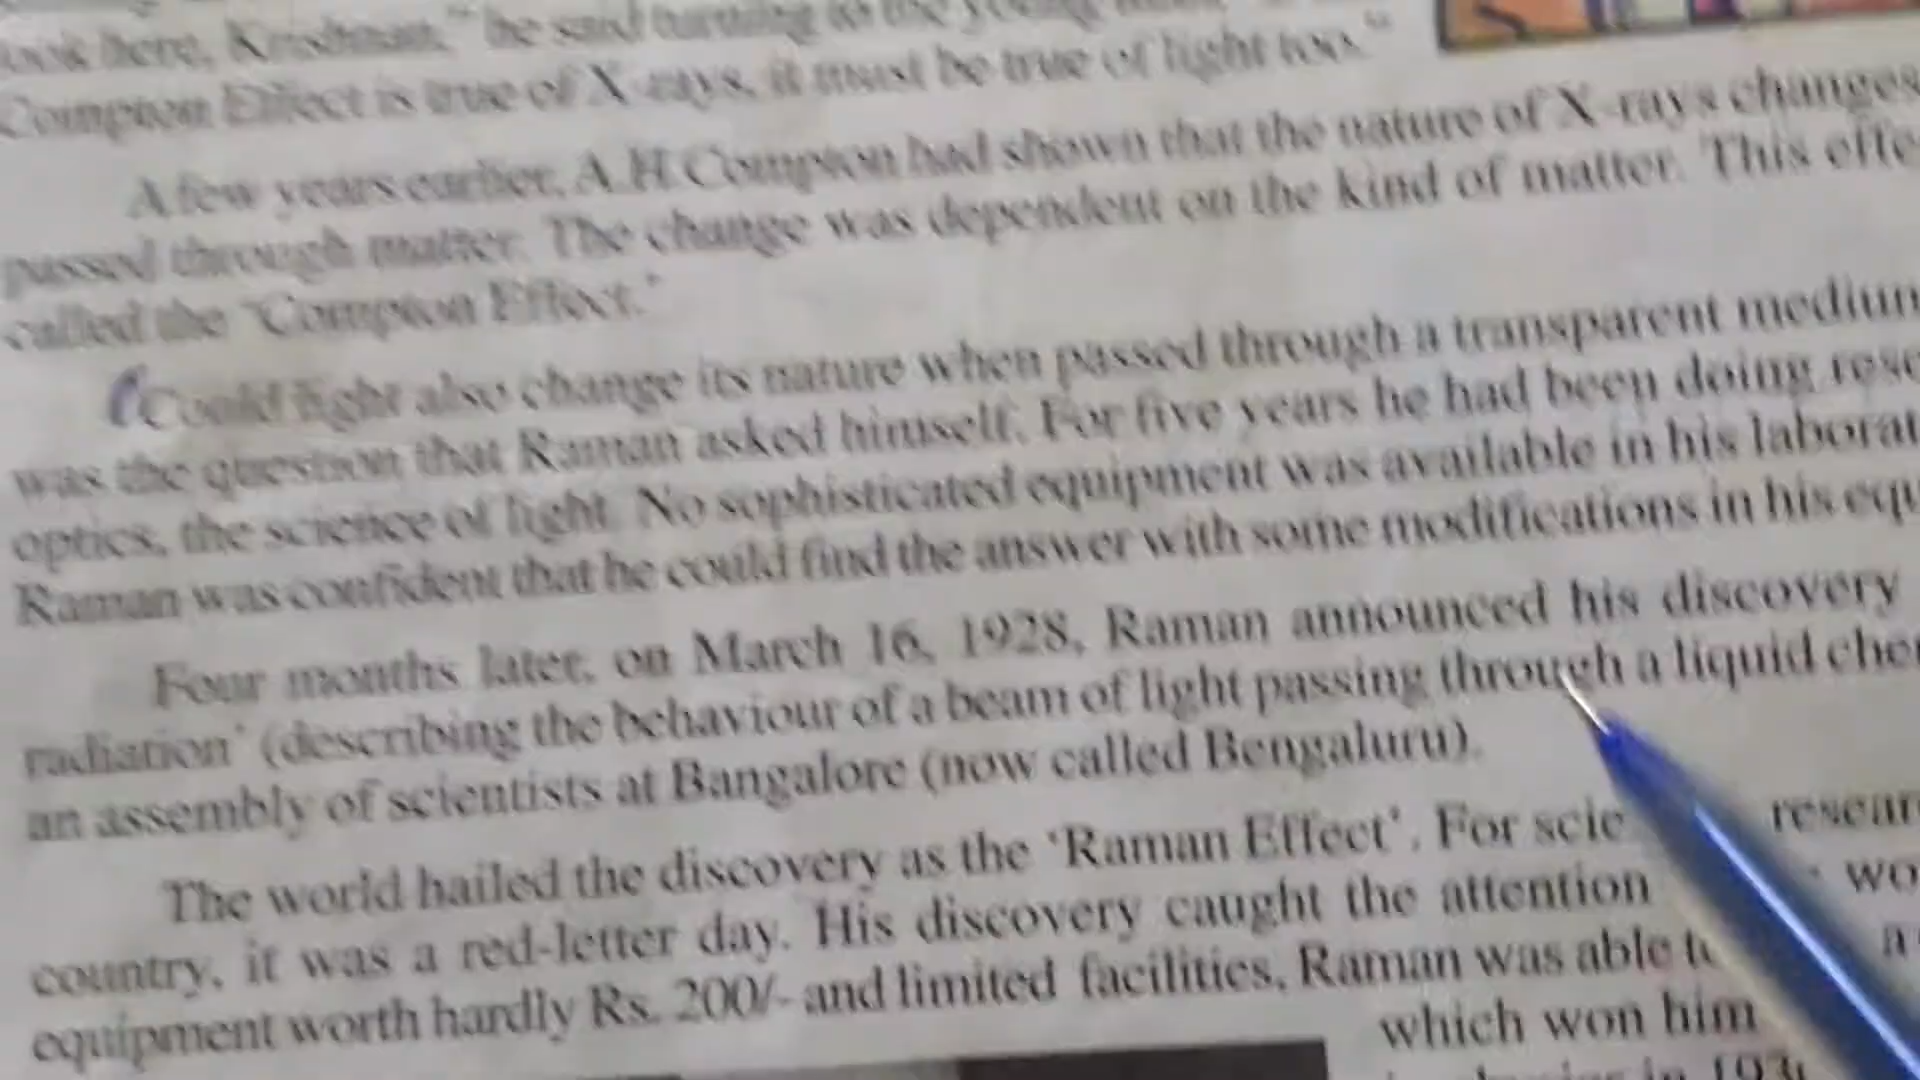 look here, Krishnan," he said turning to the young
Compton Effect is true of X-rays, it must be true of light too."
A few years earlier, A.H. Compton had shown that the nature of X-rays changes
passed through matter. The change was dependent on the kind of matter. This effe
called the 'Compton Effect.'
Could light also change its nature when passed through a transparent medium
was the question that Raman asked himself. For five years he had been doing rese
optics, the science of light. No sophisticated equipment was available in his laborat
Raman was confident that he could find the answer with some modifications in his equ
Four months later, on March 16, 1928, Raman announced his discovery
radiation' (describing the behaviour of a beam of light passing through a liquid che
an assembly of scientists at Bangalore (now called Bengaluru).
The world hailed the discovery as the 'Raman Effect'. For scie resear
country, it was a red-letter day. His discovery caught the attention wo
equipment worth hardly Rs. 200/- and limited facilities, Raman was able to a
which won him
in 193